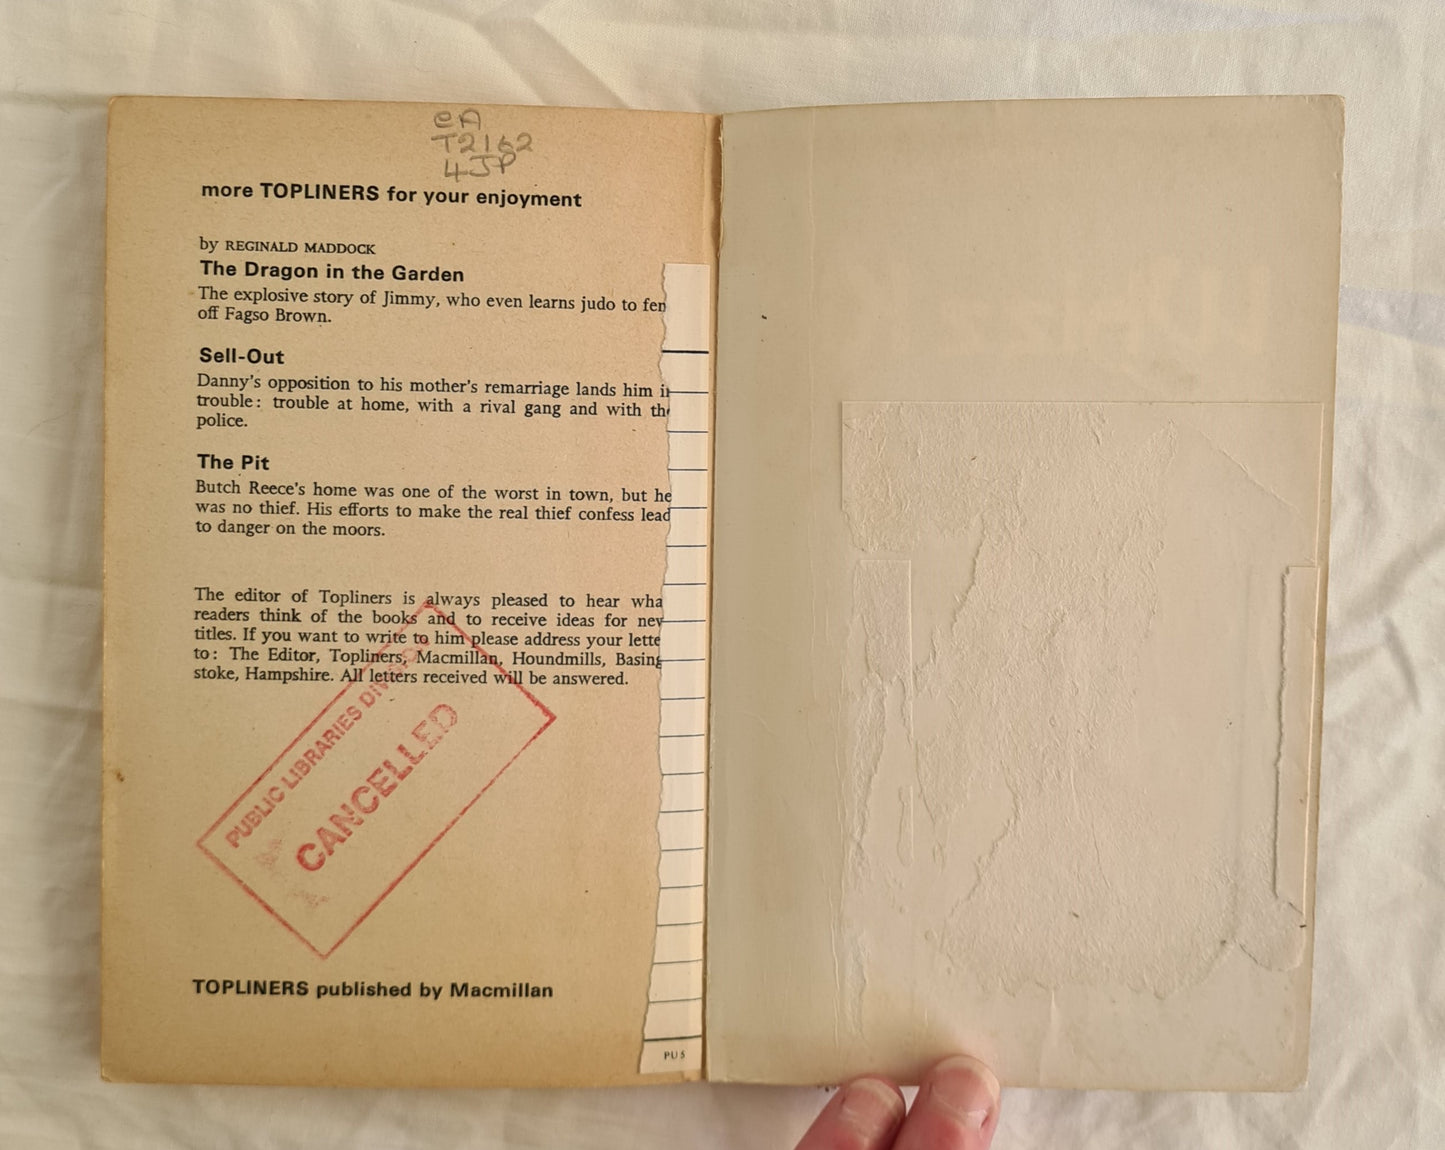 eA
T2162
4JP
more TOPLINERS for your enjoyment
by REGINALD MADDOCK
The Dragon in the Garden
The explosive story of Jimmy, who even learns judo to fen
off Fagso Brown.
Sell-Out
Danny's opposition to his mother's remarriage lands him i
trouble: trouble at home, with a rival gang and with th
police.
The Pit
Butch Reece's home was one of the worst in town, but he
was no thief. His efforts to make the real thief confess lead
to danger on the moors.
The editor of Topliners is always pleased to hear wha
readers think of the books and to receive ideas for new
titles. If you want to write to him please address your lette
to: The Editor, Topliners, Macmillan, Houndmills, Basing
stoke, Hampshire. All letters received will be answered.
PUBLIC LIBRARIES DIVISION
CANCELLED
TOPLINERS published by Macmillan
PU5